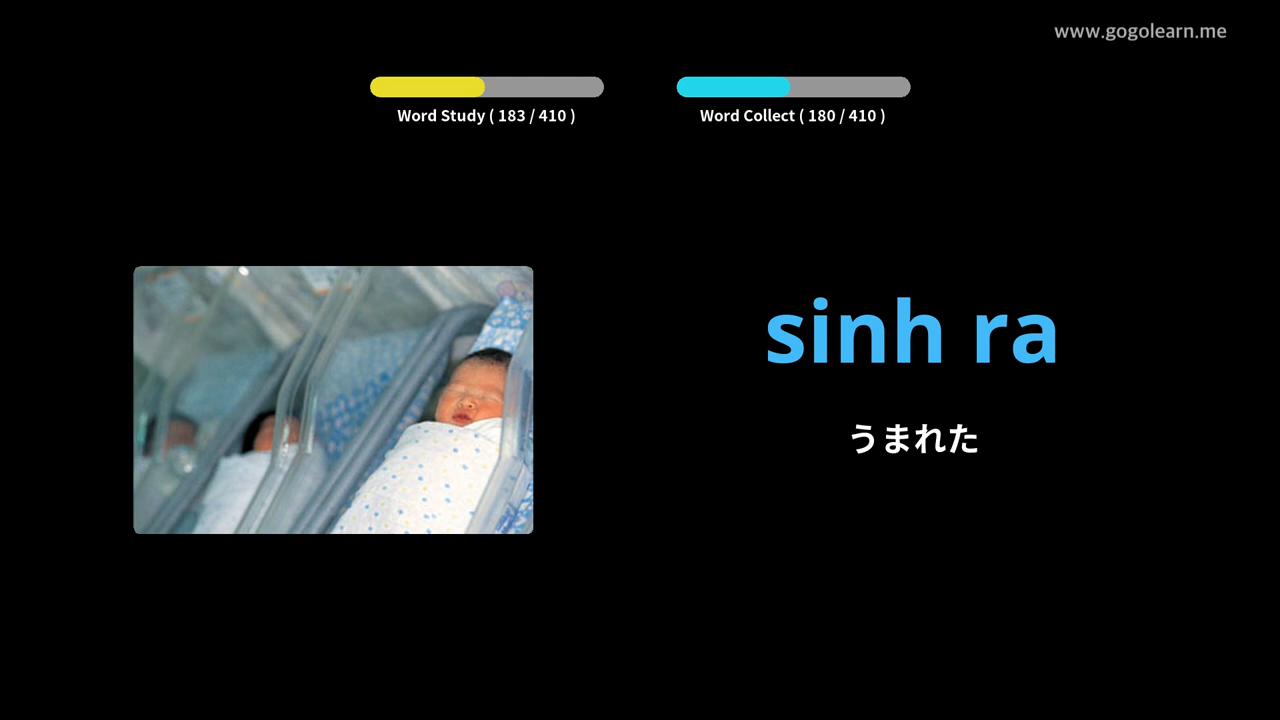 www.gogolearn.me
Word Study ( 183 / 410 )
Word Collect ( 180 / 410 )
sinh ra
うまれた